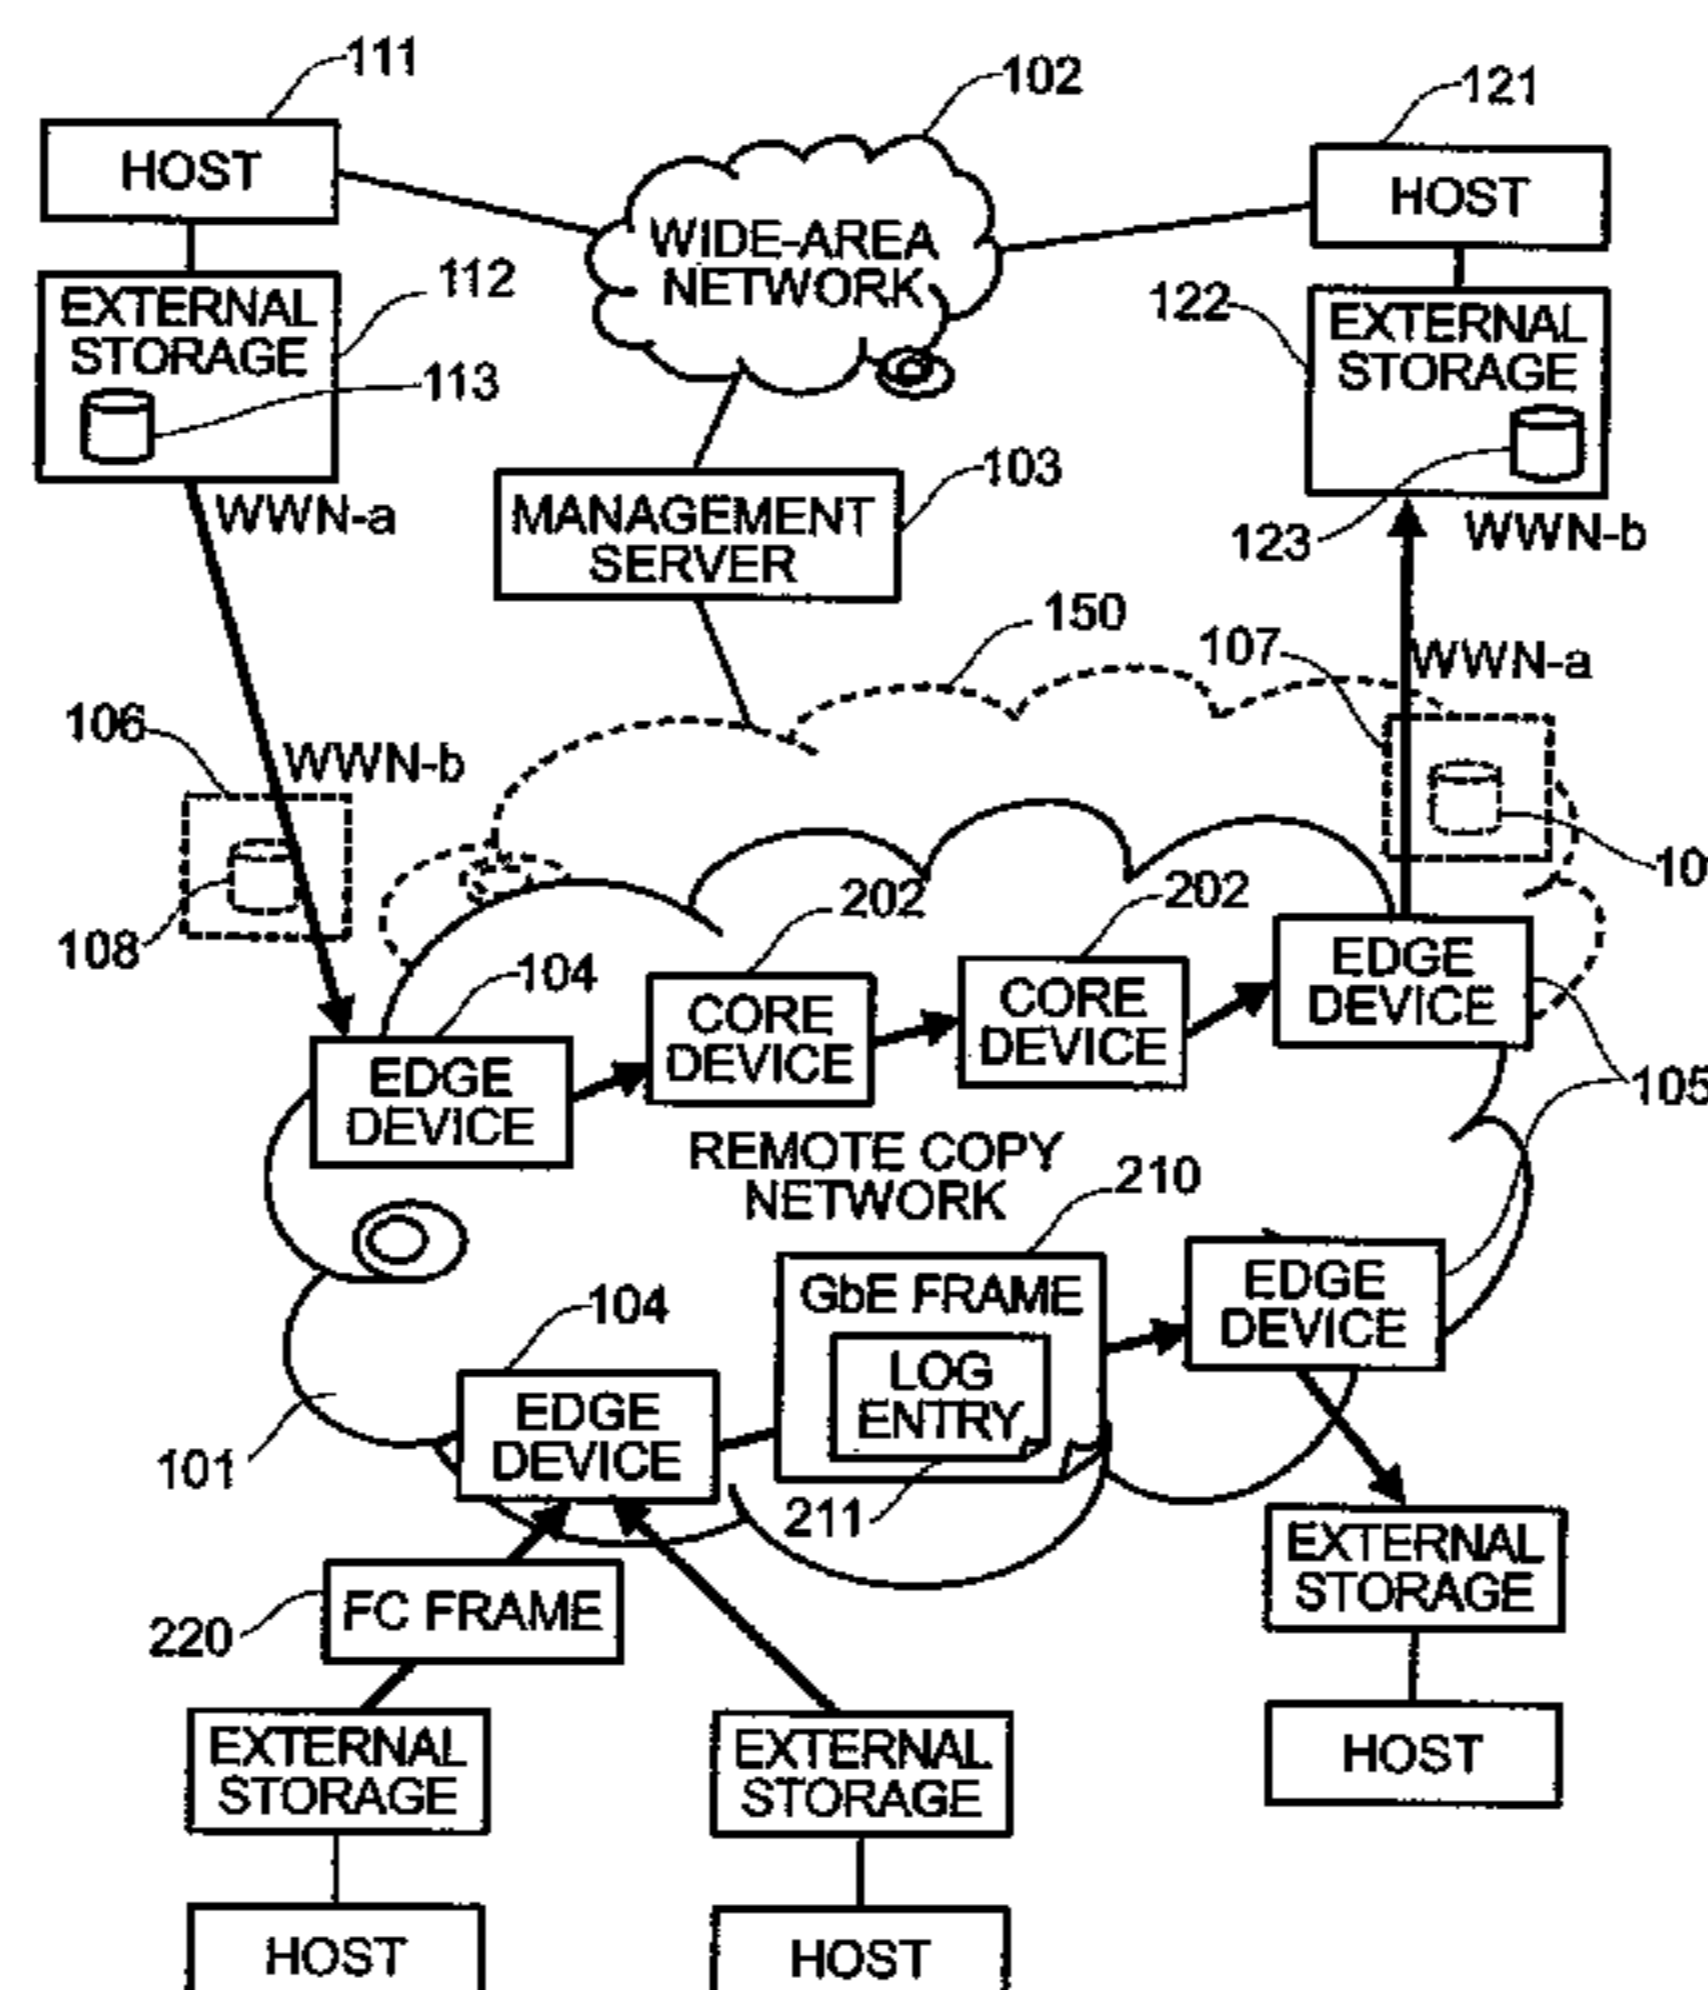 111
102
121
HOST
HOST
WIDE-AREA
NETWORK
112
122
EXTERNAL
STORAGE
EXTERNAL
STORAGE
113
103
WWN-a
MANAGEMENT
SERVER
123
WWN-b
150
107
WWN-a
106
WWN-b
10
202
202
108
104
EDGE
DEVICE
CORE
DEVICE
CORE
DEVICE
EDGE
DEVICE
105
REMOTE COPY
NETWORK
210
104
GbE FRAME
EDGE
DEVICE
LOG
ENTRY
EDGE
DEVICE
101
211
EXTERNAL
STORAGE
FC FRAME
220
EXTERNAL
STORAGE
EXTERNAL
STORAGE
HOST
HOST
HOST